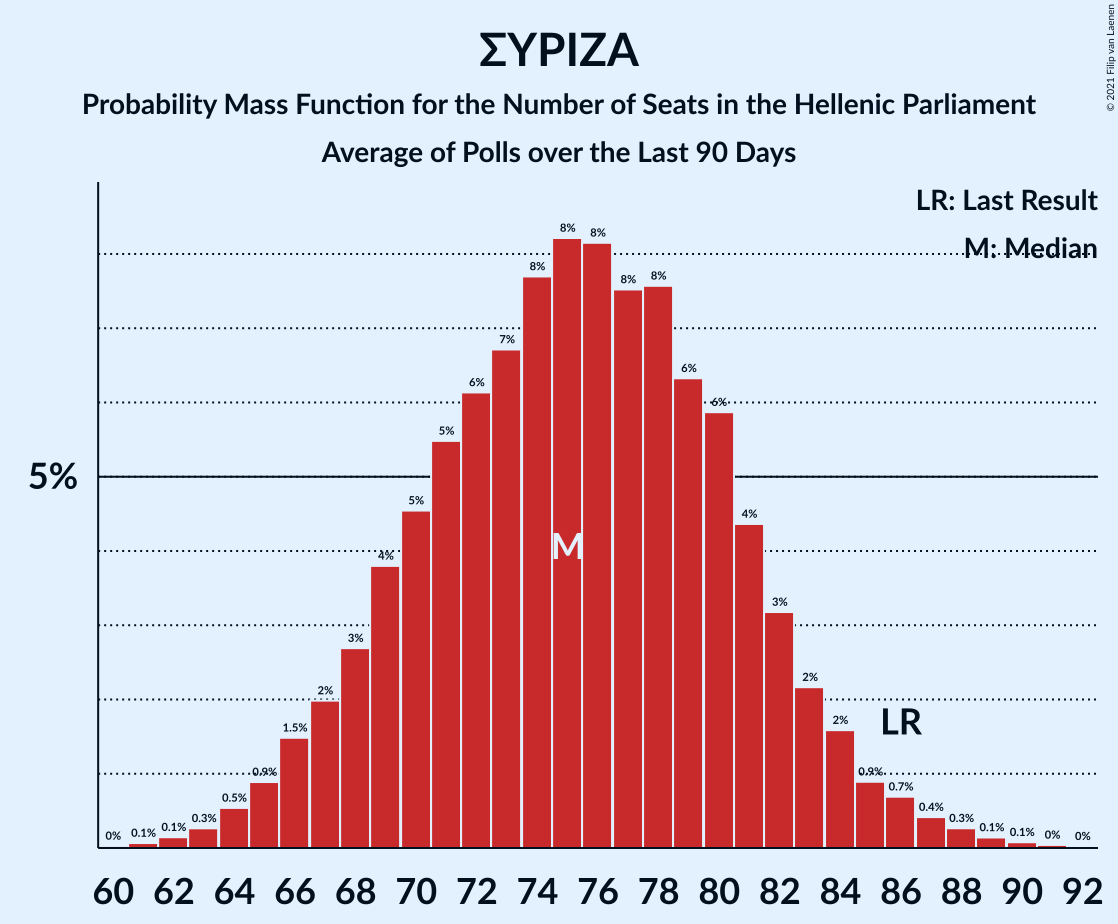 ΣΥΡΙΖΑ
Probability Mass Function for the Number of Seats in the Hellenic Parliament
Average of Polls over the Last 90 Days
© 2021 Filip van Laenen
LR: Last Result
M: Median
5%
0% 0.1% 0.1% 0.3% 0.5% 0.9% 1.5% 2% 3% 4% 5% 5% 6% 7% 8% 8% 8% 8% 8% 6% 6% 4% 3% 2% 2% 0.9% 0.7% 0.4% 0.3% 0.1% 0.1% 0% 0%
M
LR
60 62 64 66 68 70 72 74 76 78 80 82 84 86 88 90 92